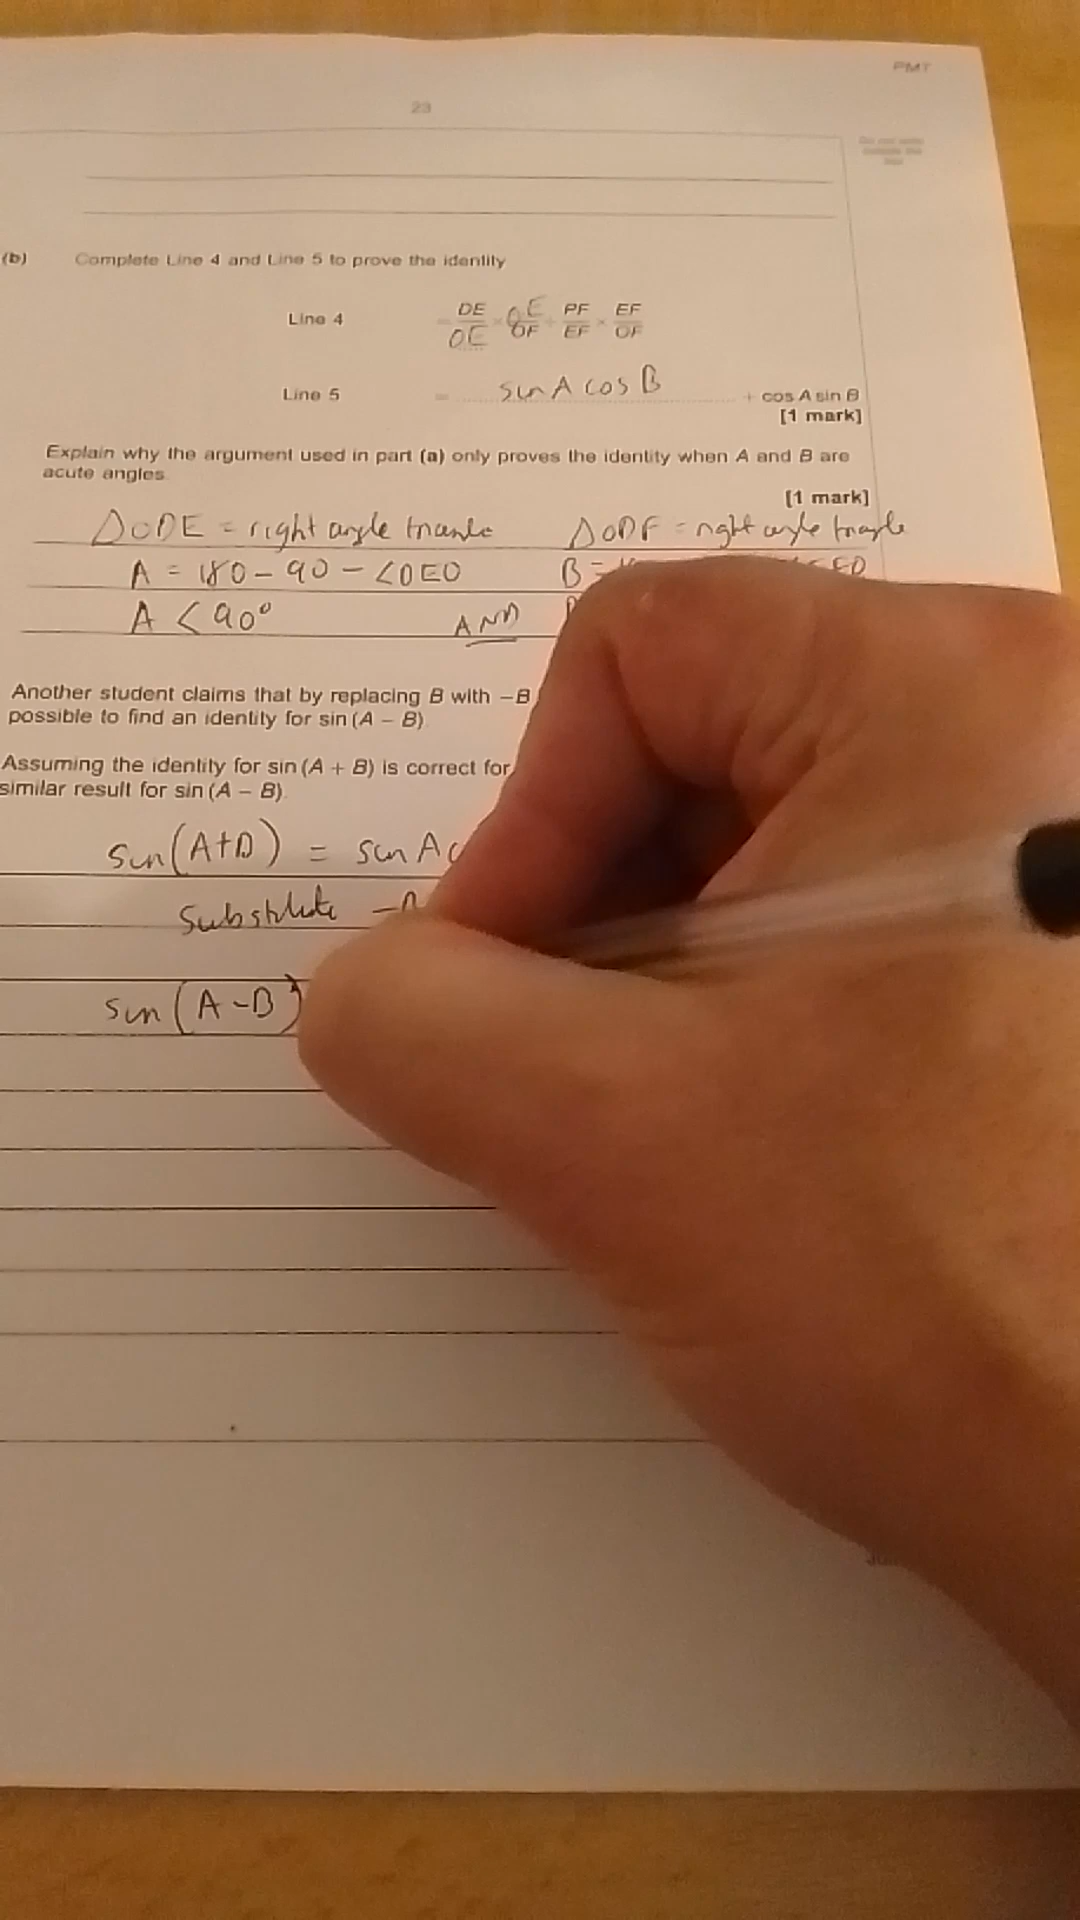 PMT
23
(b) Complete Line 4 and Line 5 to prove the identity
Line 4 = DE/OE × OE/OF + PF/EF × EF/OF
Line 5 = sin A cos B + cos A sin B
[1 mark]
Explain why the argument used in part (a) only proves the identity when A and B are
acute angles.
[1 mark]
△ODE = right angle triangle △ODF = right angle triangle
A = 180 - 90 - <OEO B =
A < 90° AND
Another student claims that by replacing B with –B
possible to find an identity for sin (A – B).
Assuming the identity for sin (A + B) is correct for
similar result for sin (A – B).
sin(A+B) = sin A
Substitute -B
sin(A-B)